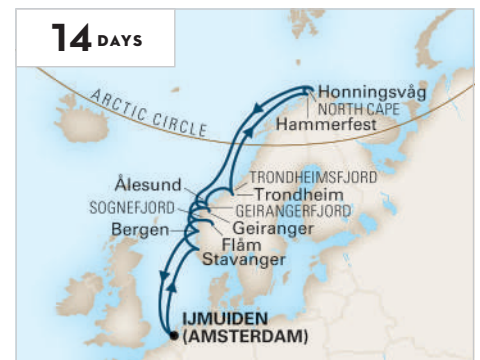 14 DAYS
ARCTIC CIRCLE
Honningsvåg
NORTH CAPE
Hammerfest
TRONDHEIMSFJORD
Ålesund
Trondheim
SOGNEFJORD
GEIRANGERFJORD
Geiranger
Bergen
Flåm
Stavanger
IJMUIDEN
(AMSTERDAM)